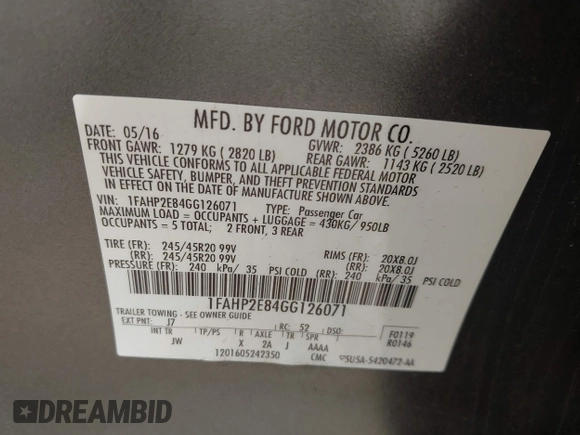 MFD. BY FORD MOTOR CO.
DATE: 05/16 GVWR: 2386 KG ( 5260 LB)
FRONT GAWR: 1279 KG ( 2820 LB) REAR GAWR: 1143 KG ( 2520 LB)
THIS VEHICLE CONFORMS TO ALL APPLICABLE FEDERAL MOTOR
VEHICLE SAFETY, BUMPER, AND THEFT PREVENTION STANDARDS
IN EFFECT ON THE DATE OF MANUFACTURE SHOWN ABOVE.
VIN: 1FAHP2E84GG126071 TYPE: Passenger Car
MAXIMUM LOAD = OCCUPANTS + LUGGAGE = 430KG/ 950LB
OCCUPANTS = 5 TOTAL; 2 FRONT, 3 REAR
TIRE (FR): 245/45R20 99V RIMS (FR): 20X8.0J
(RR): 245/45R20 99V (RR): 20X8.0J
PRESSURE (FR): 240 kPa/ 35 PSI COLD (RR): 240 kPa/ 35 PSI COLD
1FAHP2E84GG126071
TRAILER TOWING - SEE OWNER GUIDE
EXT PNT: J7 RC: 52 DSO: F0119
INT TR TP/PS R AXLE TR SPR R0146
JW X 2A J AAAA
1201605242350 CMC 5U5A-5420472-AA
DREAMBID